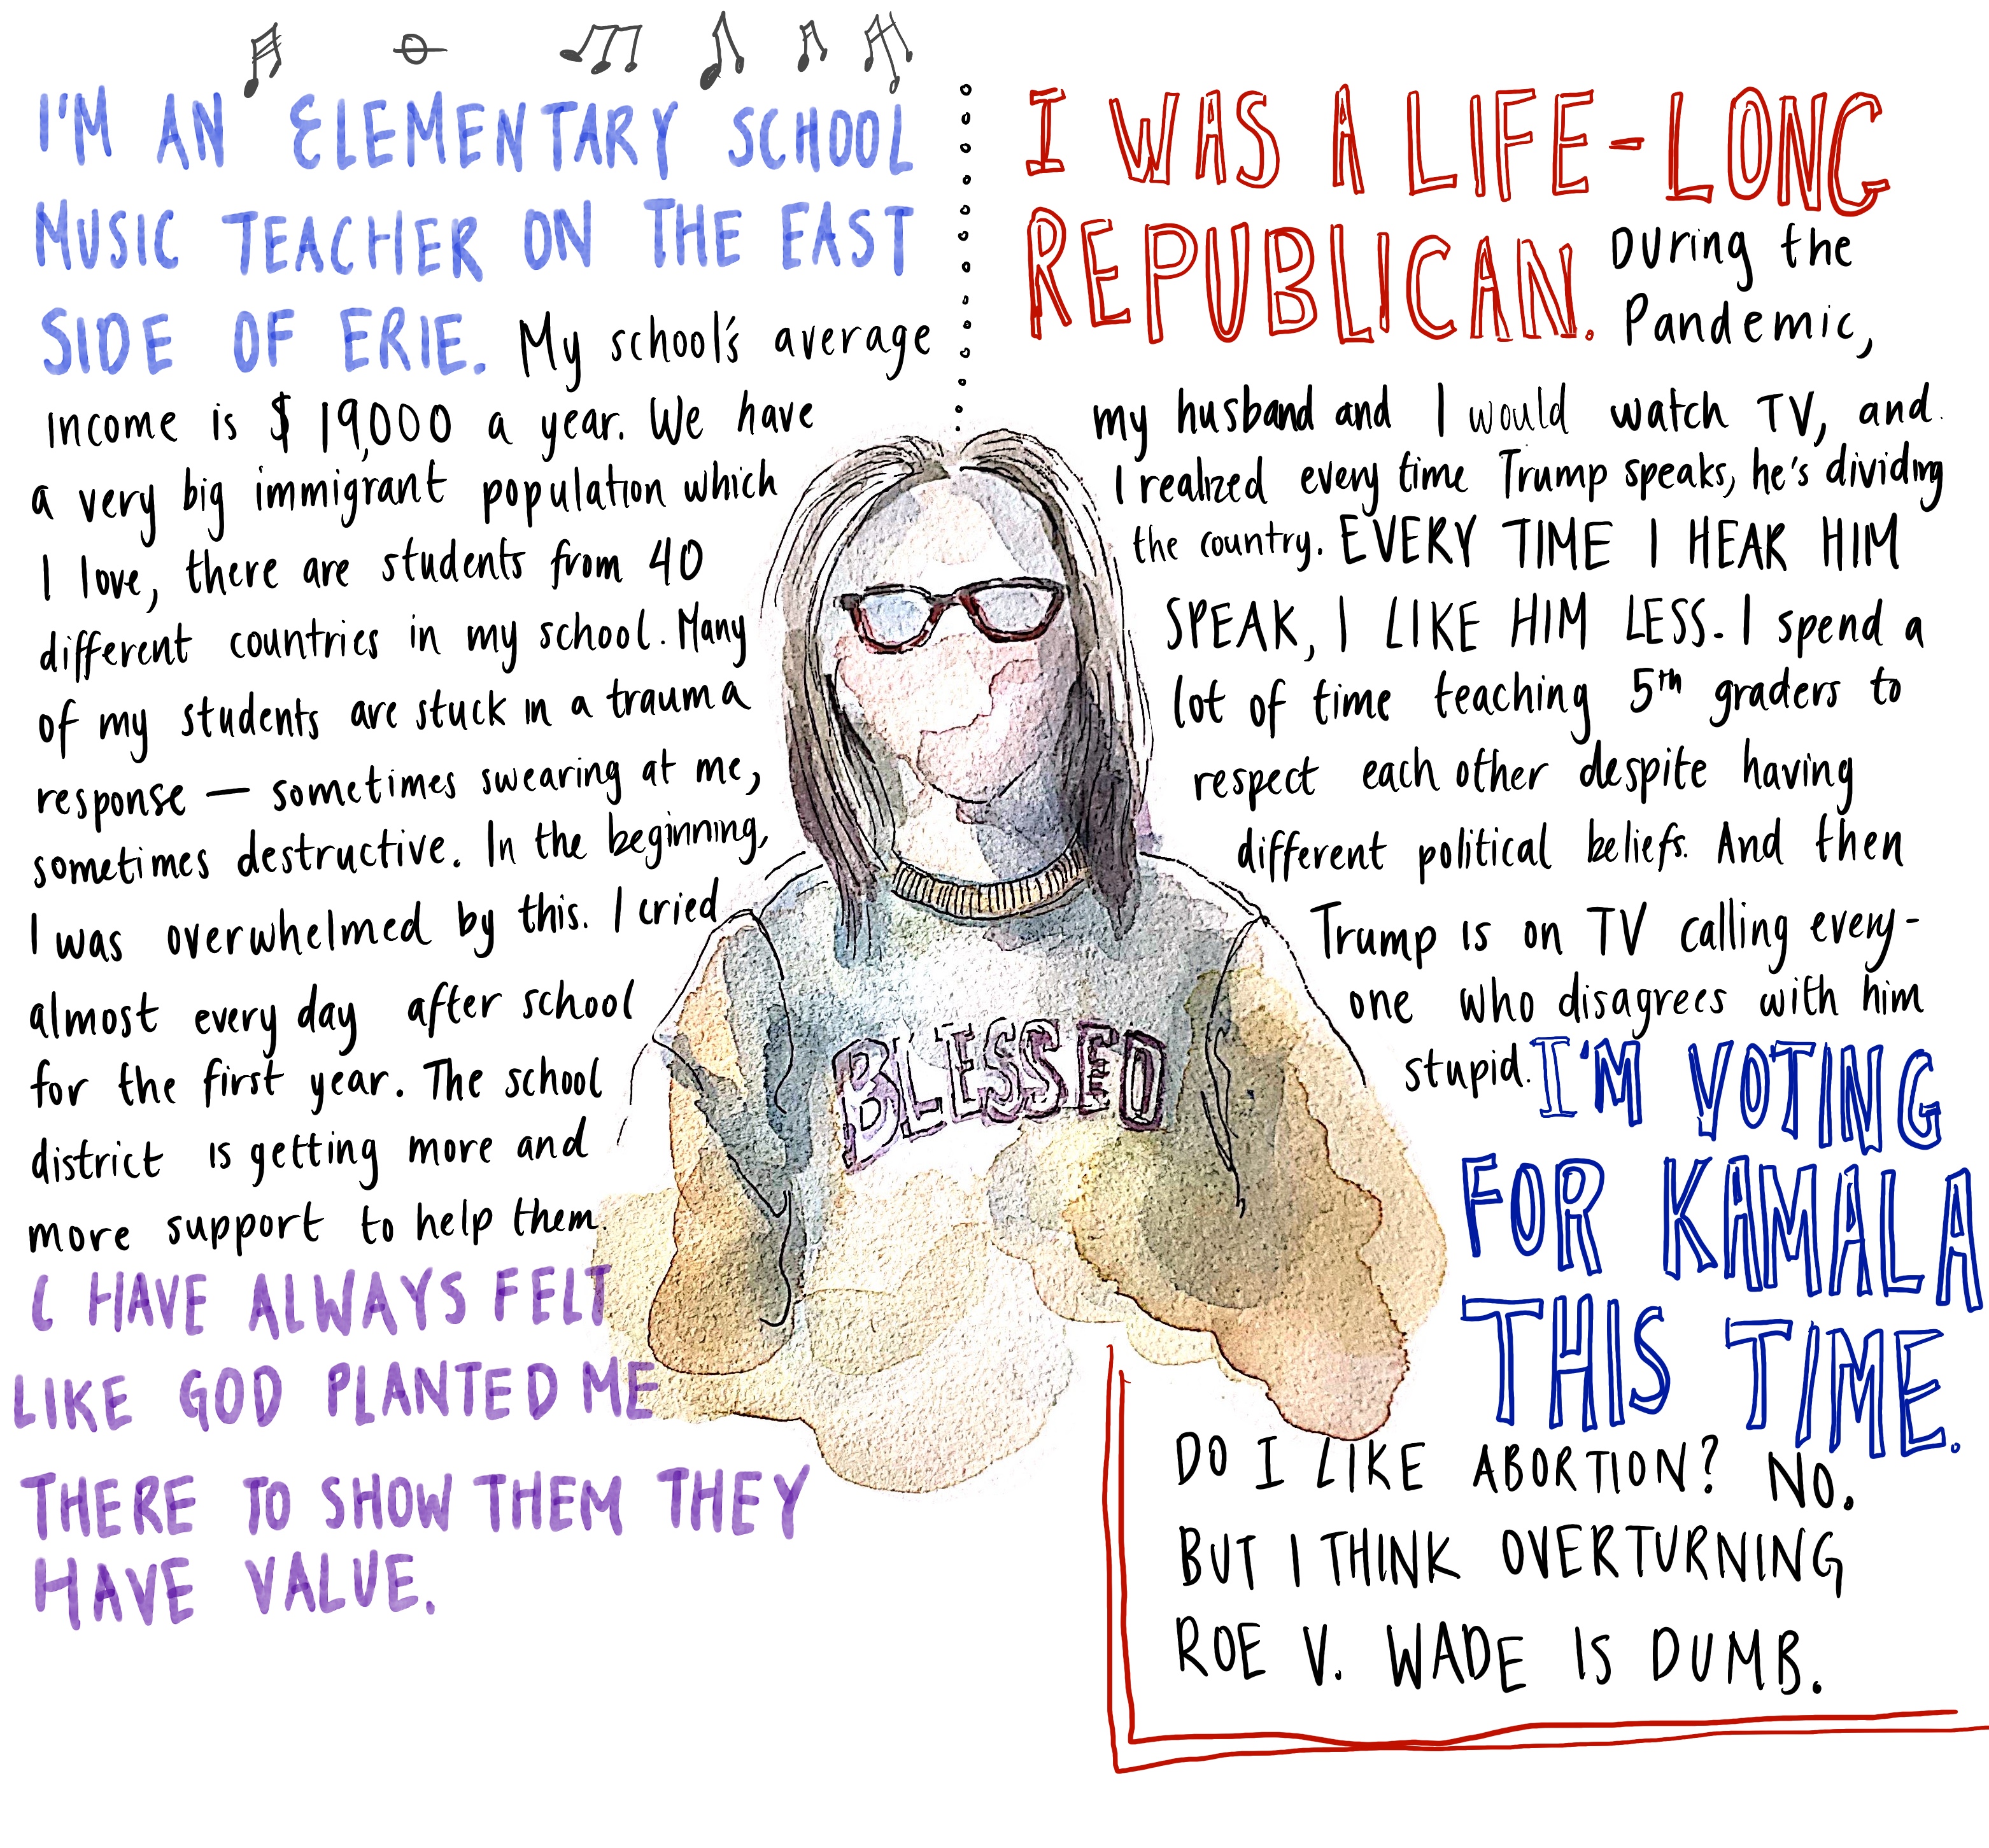 I'M AN ELEMENTARY SCHOOL
MUSIC TEACHER ON THE EAST
SIDE OF ERIE. My school's average
income is $19,000 a year. We have
a very big immigrant population which
I love, there are students from 40
different countries in my school. Many
of my students are stuck in a trauma
response — sometimes swearing at me,
sometimes destructive. In the beginning,
I was overwhelmed by this. I cried
almost every day after school
for the first year. The school
district is getting more and
more support to help them.
I HAVE ALWAYS FELT
LIKE GOD PLANTED ME
THERE TO SHOW THEM THEY
HAVE VALUE.
BLESSED
I WAS A LIFE-LONG
REPUBLICAN. During the
Pandemic,
my husband and I would watch TV, and
I realized every time Trump speaks, he's dividing
the country. EVERY TIME I HEAR HIM
SPEAK, I LIKE HIM LESS. I spend a
lot of time teaching 5th graders to
respect each other despite having
different political beliefs. And then
Trump is on TV calling every-
one who disagrees with him
stupid. I'M VOTING
FOR KAMALA
THIS TIME.
DO I LIKE ABORTION? NO.
BUT I THINK OVERTURNING
ROE V. WADE IS DUMB.